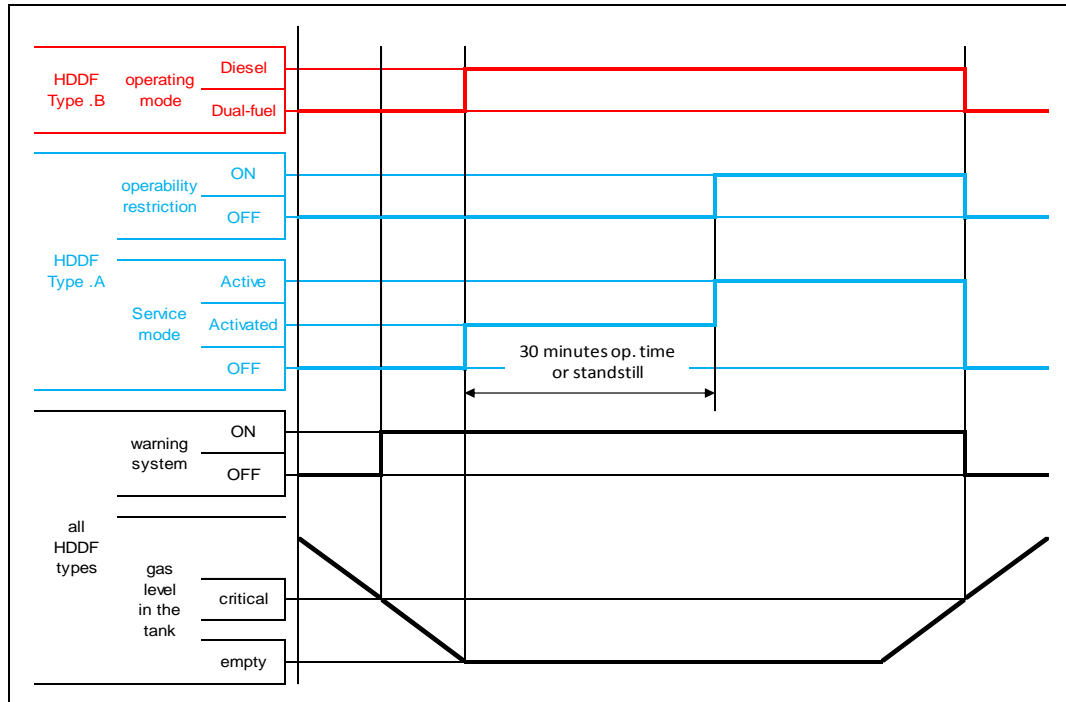 HDDF
Type .B
operating
mode
Diesel
Dual-fuel
HDDF
Type .A
operability
restriction
ON
OFF
Service
mode
Active
Activated
OFF
30 minutes op. time
or standstill
all
HDDF
types
warning
system
ON
OFF
gas
level
in the
tank
critical
empty